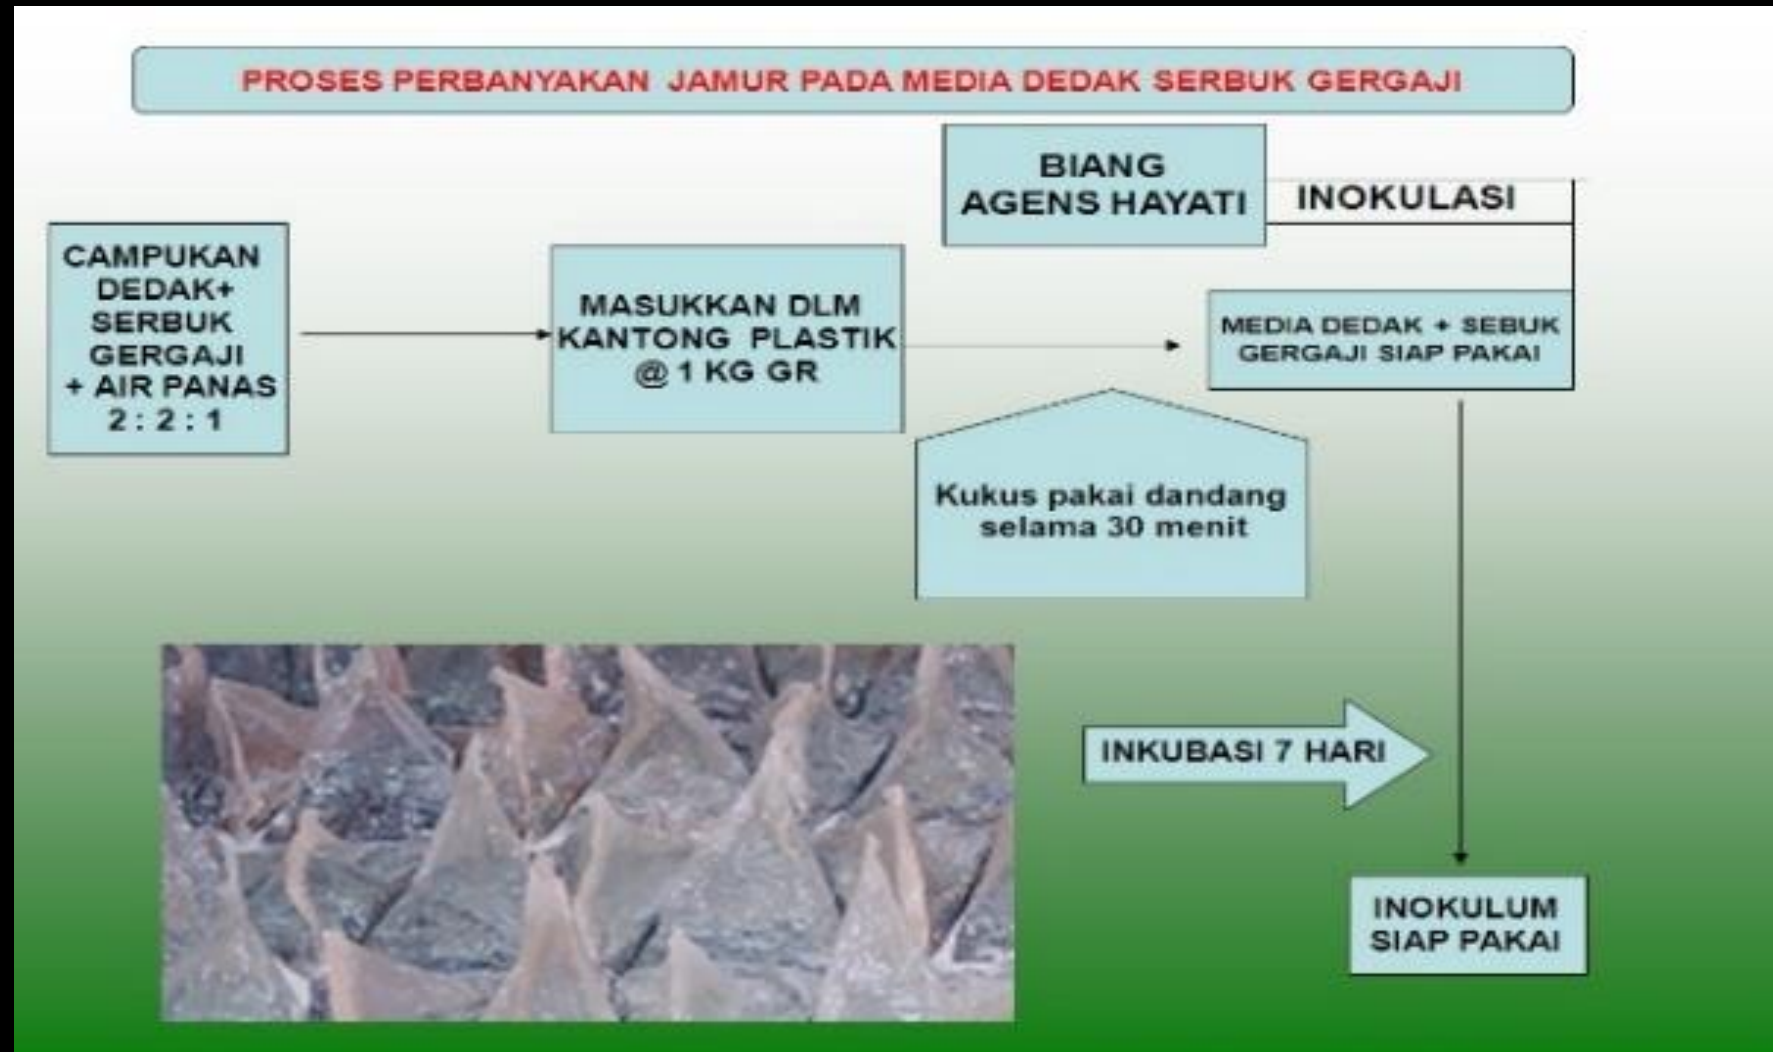 PROSES PERBANYAKAN JAMUR PADA MEDIA DEDAK SERBUK GERGAJI
BIANG
AGENS HAYATI
INOKULASI
CAMPUKAN
DEDAK+
SERBUK
GERGAJI
+ AIR PANAS
2 : 2 : 1
MASUKKAN DLM
KANTONG PLASTIK
@ 1 KG GR
MEDIA DEDAK + SEBUK
GERGAJI SIAP PAKAI
Kukus pakai dandang
selama 30 menit
INKUBASI 7 HARI
INOKULUM
SIAP PAKAI